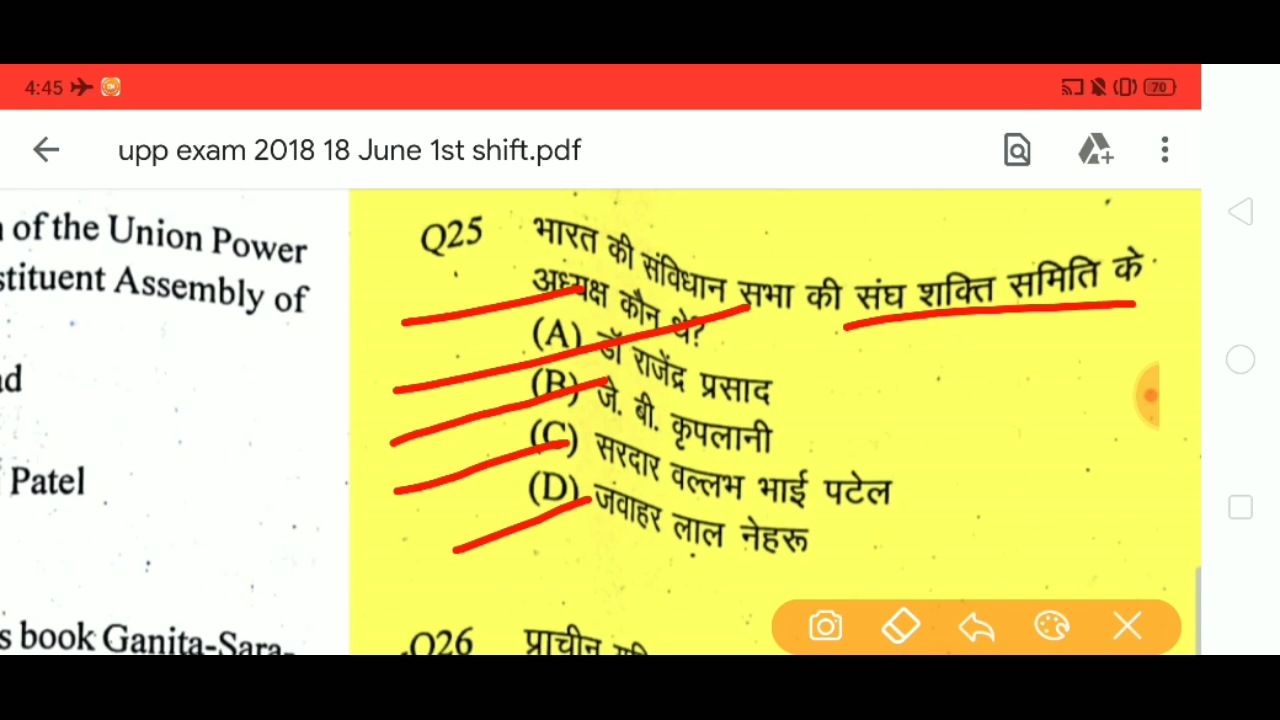 4:45
70
upp exam 2018 18 June 1st shift.pdf
of the Union Power
stituent Assembly of
Patel
s book Ganita-Sara-
Q25 भारत की संविधान सभा की संघ शक्ति समिति के
अध्यक्ष कौन थे?
(A) डॉ राजेंद्र प्रसाद
(B) जे. बी. कृपलानी
(C) सरदार वल्लभ भाई पटेल
(D) जवाहर लाल नेहरू
Q26 प्राचीन